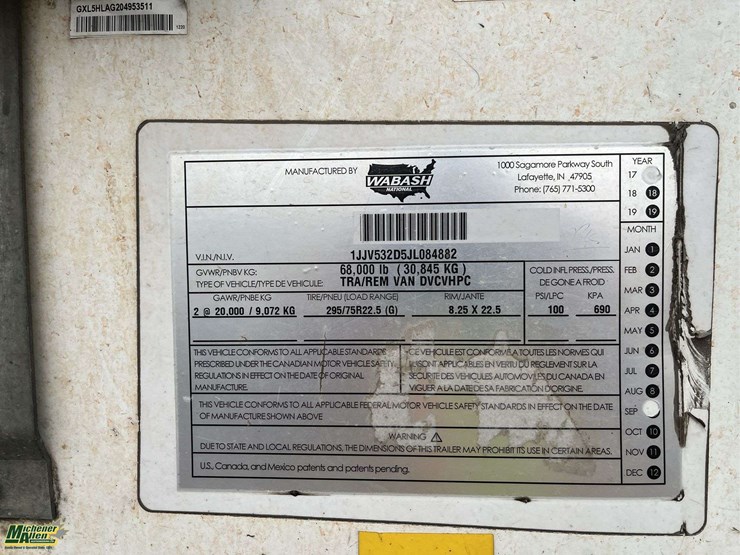 GXL5HLAG204953511
1220
MANUFACTURED BY
WABASH
NATIONAL
1000 Sagamore Parkway South
Lafayette, IN ,47905
Phone: (765) 771-5300
YEAR
17
18 18
19 19
MONTH
JAN 1
FEB 2
MAR 3
APR 4
MAY 5
JUN 6
JUL 7
AUG 8
SEP
OCT 10
NOV 11
DEC 12
V.I.N./N.I.V. 1JJV532D5JL084882
GVWR/PNBV KG: 68,000 lb ( 30,845 KG )
TYPE OF VEHICLE/TYPE DE VEHICULE: TRA/REM VAN DVCVHPC
COLD INFL PRESS./PRESS.
DE GONE A FROID
GAWR/PNBE KG TIRE/PNEU (LOAD RANGE) RIM/JANTE PSI/LPC KPA
2 @ 20,000 / 9,072 KG 295/75R22.5 (G) 8.25 X 22.5 100 690
THIS VEHICLE CONFORMS TO ALL APPLICABLE STANDARDS
PRESCRIBED UNDER THE CANADIAN MOTOR VEHICLE SAFETY
REGULATIONS IN EFFECT ON THE DATE OF ORIGINAL
MANUFACTURE.
CE VEHICULE EST CONFORME A TOUTES LES NORMES QUI
LUI SONT APPLICABLES EN VERTU DU REGLEMENT SUR LA
SECURITE DES VEHICULES AUTOMOVILES DU CANADA EN
VIGUER A LA DATE DE SA FABRICATION D'ORIGINE.
THIS VEHICLE CONFORMS TO ALL APPLICABLE FEDERAL MOTOR VEHICLE SAFETY STANDARDS IN EFFECT ON THE DATE
OF MANUFACTURE SHOWN ABOVE
WARNING
DUE TO STATE AND LOCAL REGULATIONS, THE DIMENSIONS OF THIS TRAILER MAY PROHIBIT ITS USE IN CERTAIN AREAS.
U.S., Canada, and Mexico patents and patents pending.
Michener
Allen